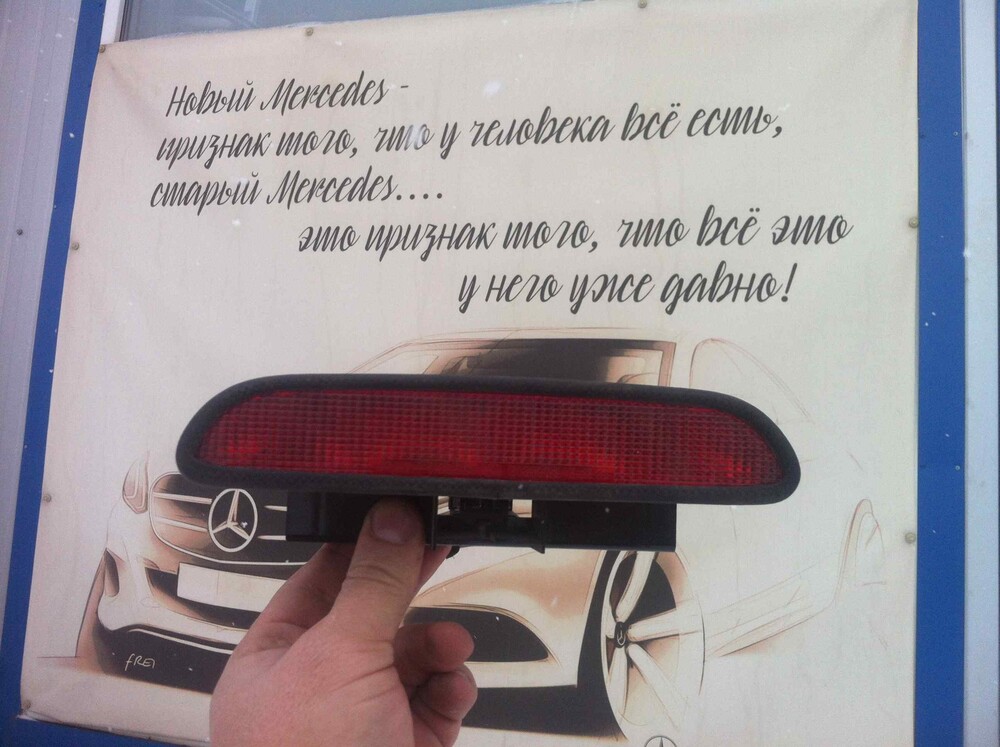 Новый Mercedes -
признак того, что у человека всё есть,
старый Mercedes....
это признак того, что всё это
у него уже давно!
FREI